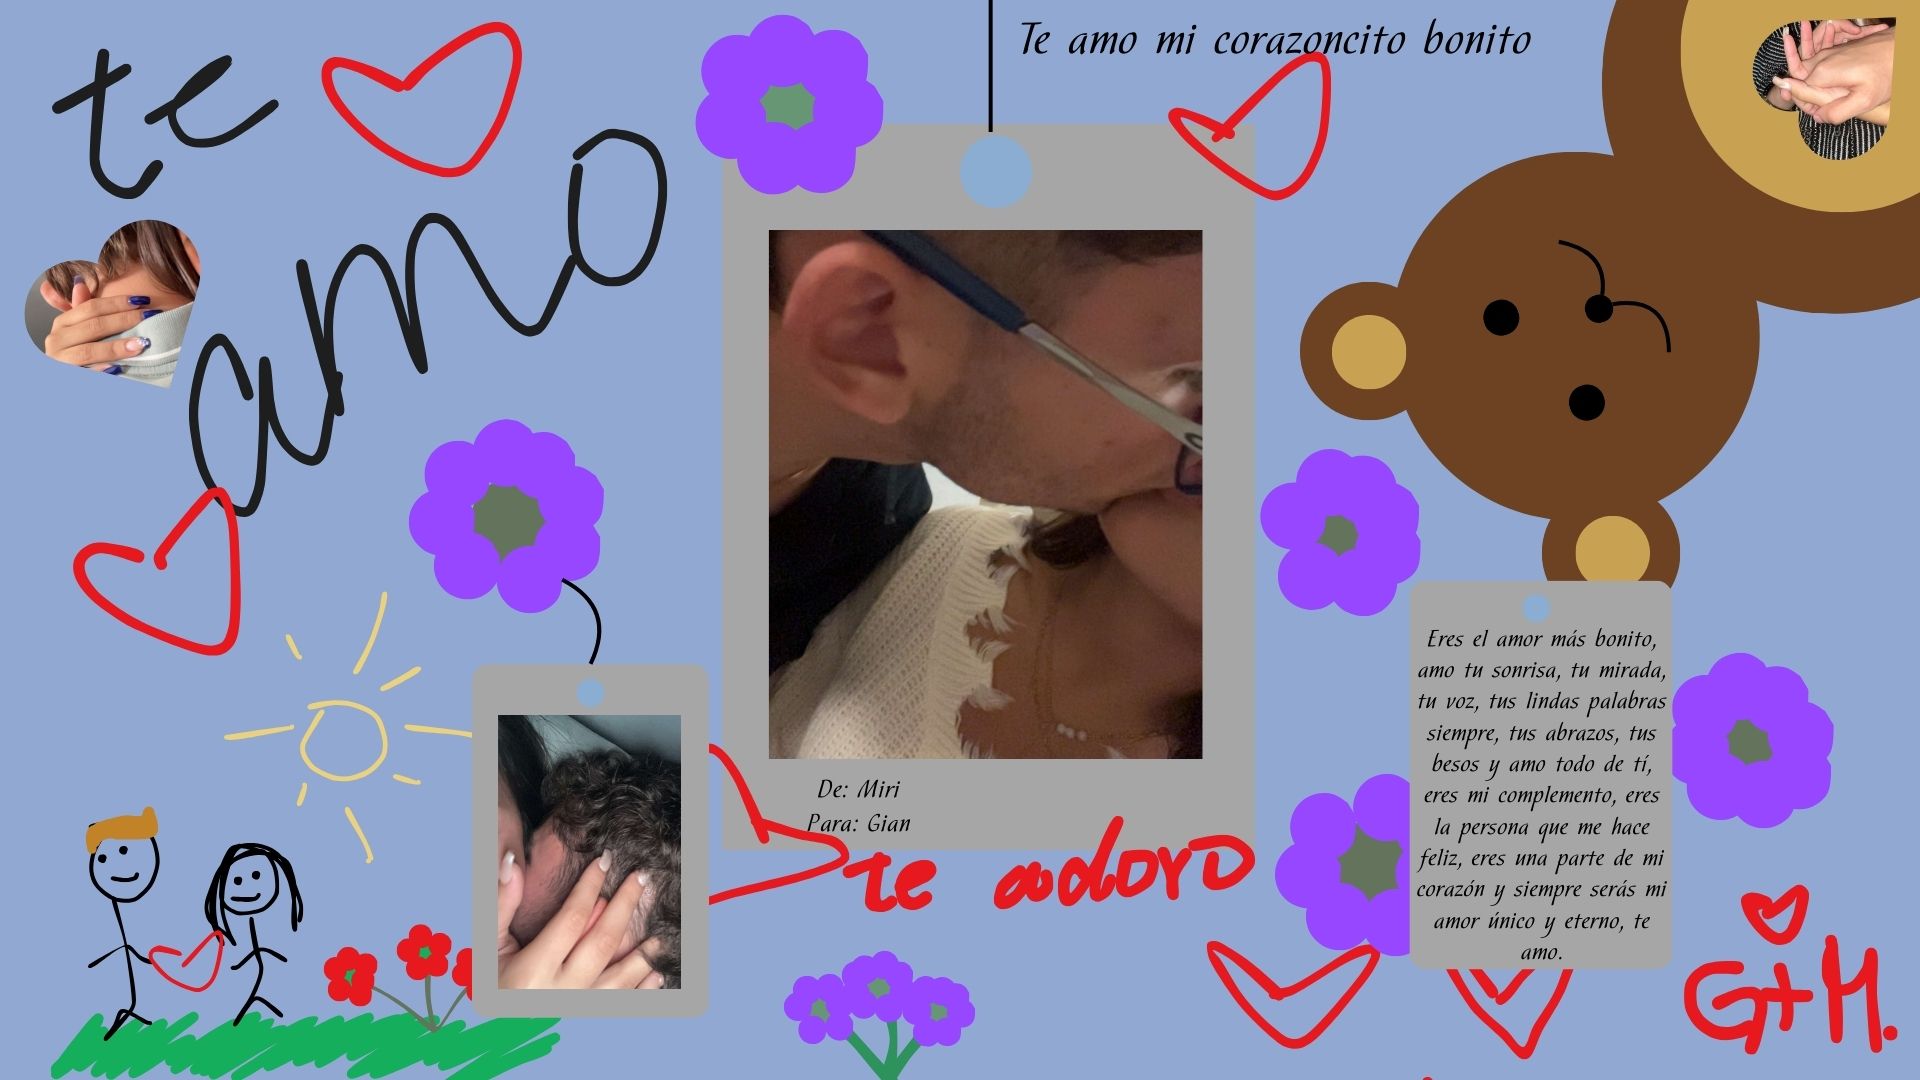 te
amo
Te amo mi corazoncito bonito
De: Miri
Para: Gian
te adoro
Eres el amor más bonito,
amo tu sonrisa, tu mirada,
tu voz, tus lindas palabras
siempre, tus abrazos, tus
besos y amo todo de tí,
eres mi complemento, eres
la persona que me hace
feliz, eres una parte de mi
corazón y siempre serás mi
amor único y eterno, te
amo.
G+M.